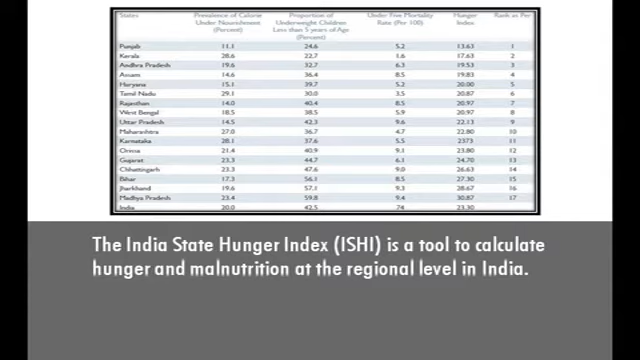 States Prevalence of Calorie Proportion of Under Five Mortality Hunger Rank as Per
Under Nourishment Underweight Children Rate (Per 100) Index
(Percent) Less than 5 years of Age
(Percent)
Punjab 11.1 24.6 5.2 13.63 1
Kerala 28.6 22.7 1.6 17.63 2
Andhra Pradesh 19.6 32.7 6.3 19.53 3
Assam 14.6 36.4 8.5 19.83 4
Haryana 15.1 39.7 5.2 20.00 5
Tamil Nadu 29.1 30.0 3.5 20.87 6
Rajasthan 14.0 40.4 8.5 20.97 7
West Bengal 18.5 38.5 5.9 20.97 8
Uttar Pradesh 14.5 42.3 9.6 22.13 9
Maharashtra 27.0 36.7 4.7 22.80 10
Karnataka 28.1 37.6 5.5 2373 11
Orissa 21.4 40.9 9.1 23.80 12
Gujarat 23.3 44.7 6.1 24.70 13
Chhattisgarh 23.3 47.6 9.0 26.63 14
Bihar 17.3 56.1 8.5 27.30 15
Jharkhand 19.6 57.1 9.3 28.67 16
Madhya Pradesh 23.4 59.8 9.4 30.87 17
India 20.0 42.5 74 23.30
The India State Hunger Index (ISHI) is a tool to calculate
hunger and malnutrition at the regional level in India.